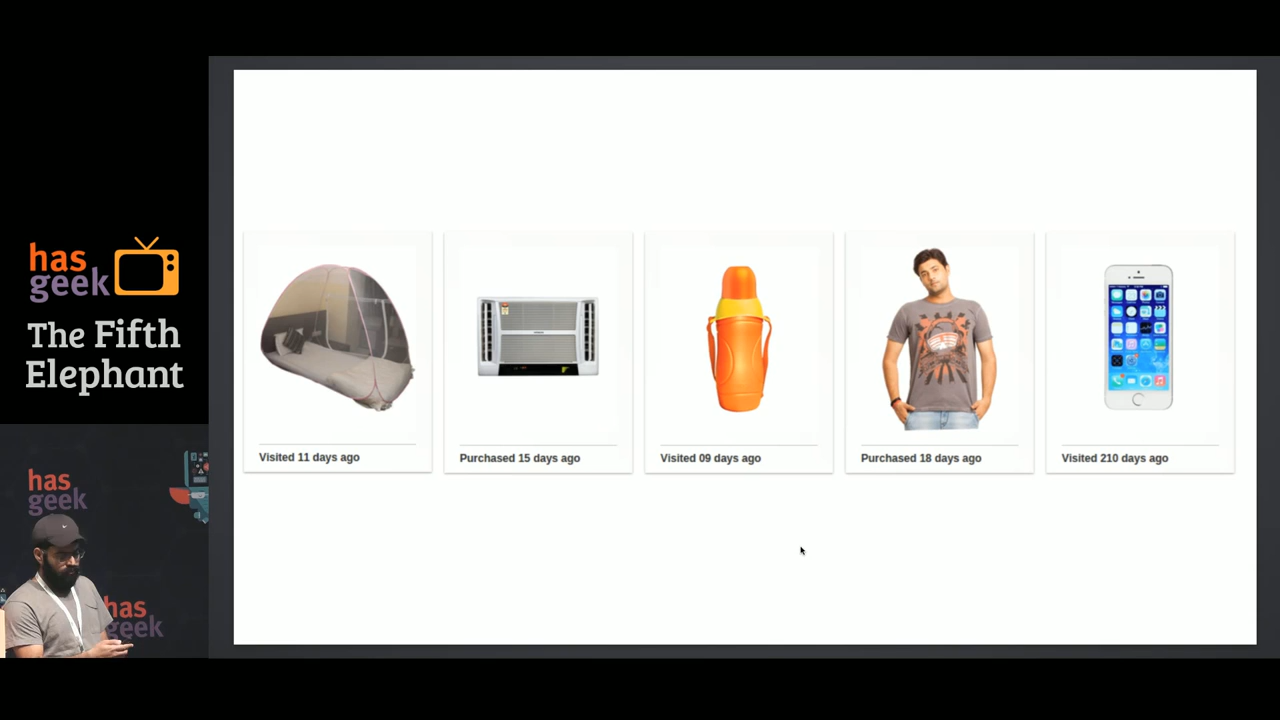 has
geek
The Fifth
Elephant
has
geek
has
geek
Visited 11 days ago
Purchased 15 days ago
Visited 09 days ago
Purchased 18 days ago
Visited 210 days ago